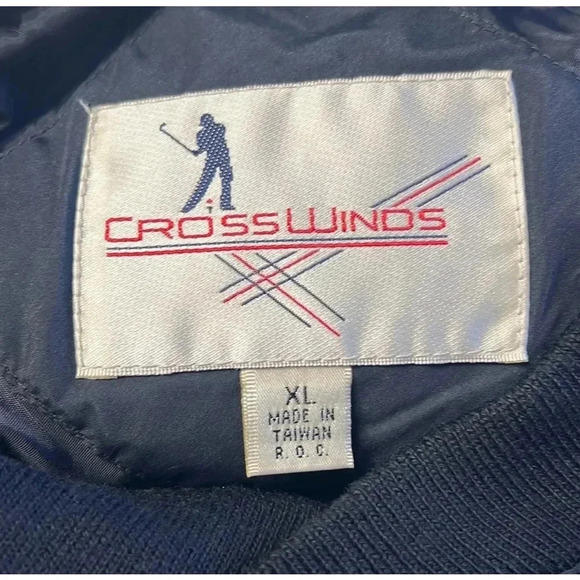 CROSSWINDS
XL
MADE IN
TAIWAN
R.O.C.